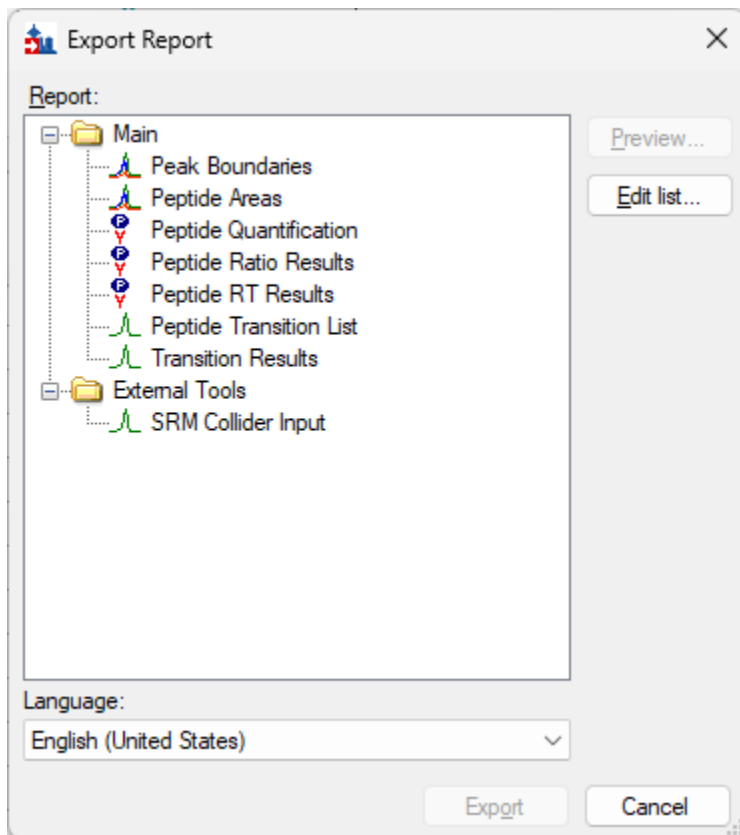 Export Report
Report:
Main
Preview...
Peak Boundaries
Peptide Areas
Edit list...
Peptide Quantification
Peptide Ratio Results
Peptide RT Results
Peptide Transition List
Transition Results
External Tools
SRM Collider Input
Language:
English (United States)
Export
Cancel